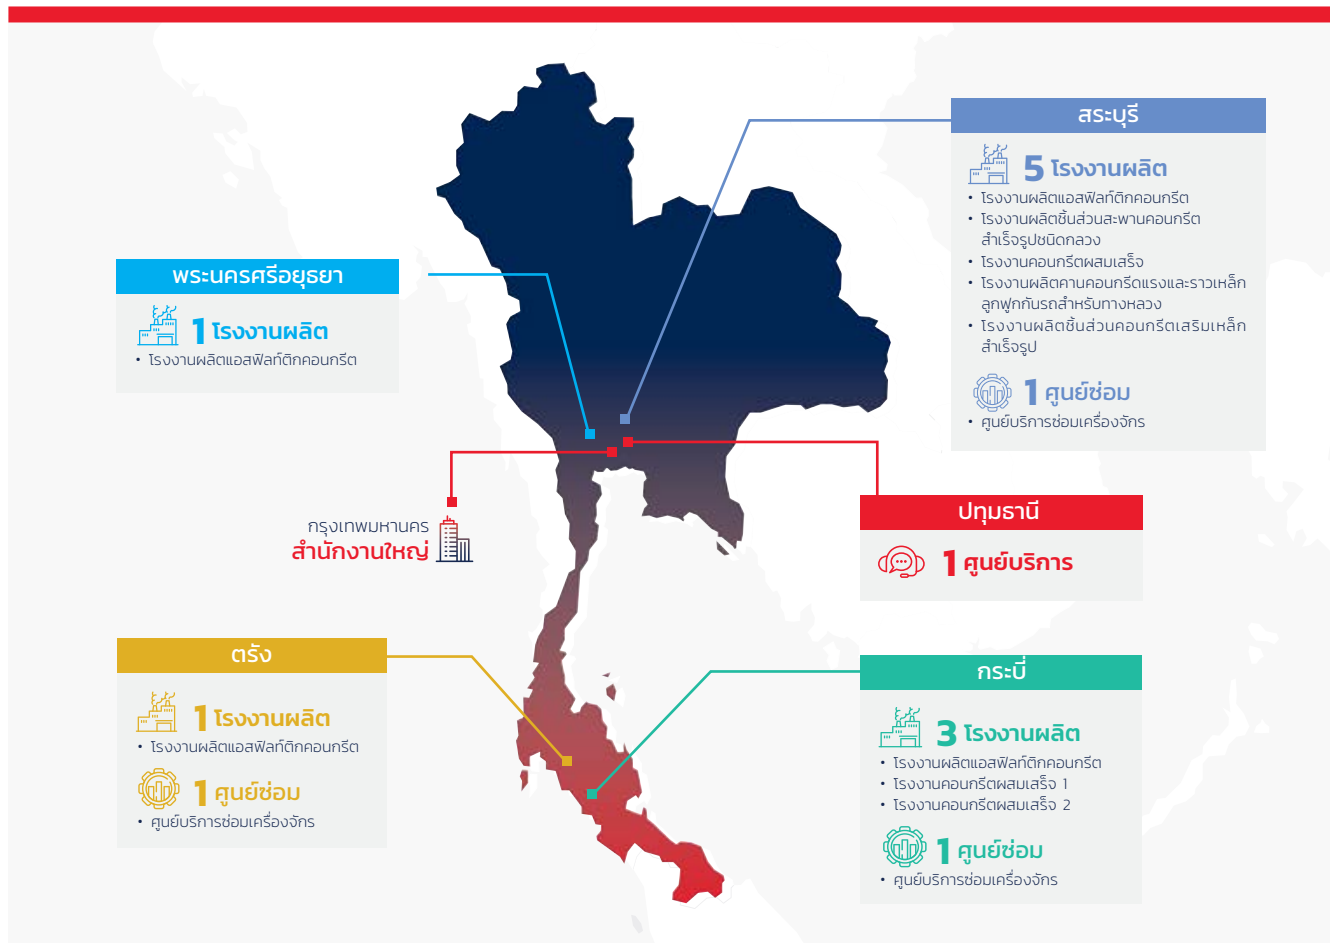 สระบุรี
5 โรงงานผลิต
• โรงงานผลิตแอสฟัลท์ติกคอนกรีต
• โรงงานผลิตชิ้นส่วนสะพานคอนกรีต
สำเร็จรูปชนิดกลวง
• โรงงานคอนกรีตผสมเสร็จ
• โรงงานผลิตคานคอนกรีตแรงและราวเหล็ก
ลูกฟูกกันรถสำหรับทางหลวง
• โรงงานผลิตชิ้นส่วนคอนกรีตเสริมเหล็ก
สำเร็จรูป
1 ศูนย์ซ่อม
• ศูนย์บริการซ่อมเครื่องจักร
พระนครศรีอยุธยา
1 โรงงานผลิต
• โรงงานผลิตแอสฟัลท์ติกคอนกรีต
กรุงเทพมหานคร
สำนักงานใหญ่
ปทุมธานี
1 ศูนย์บริการ
ตรัง
1 โรงงานผลิต
• โรงงานผลิตแอสฟัลท์ติกคอนกรีต
1 ศูนย์ซ่อม
• ศูนย์บริการซ่อมเครื่องจักร
กระบี่
3 โรงงานผลิต
• โรงงานผลิตแอสฟัลท์ติกคอนกรีต
• โรงงานคอนกรีตผสมเสร็จ 1
• โรงงานคอนกรีตผสมเสร็จ 2
1 ศูนย์ซ่อม
• ศูนย์บริการซ่อมเครื่องจักร